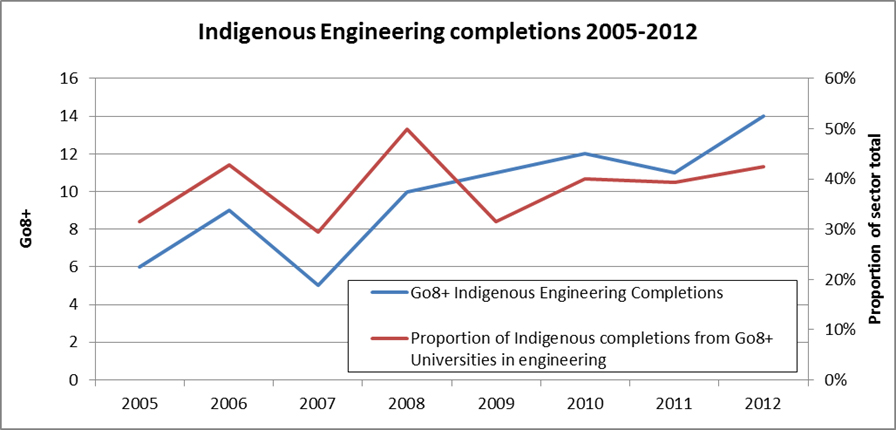 Indigenous Engineering completions 2005-2012
16
14
12
10
8
6
4
2
0
Go8+
60%
50%
40%
30%
20%
10%
0%
Proportion of sector total
Go8+ Indigenous Engineering Completions
Proportion of Indigenous completions from Go8+
Universities in engineering
2005 2006 2007 2008 2009 2010 2011 2012